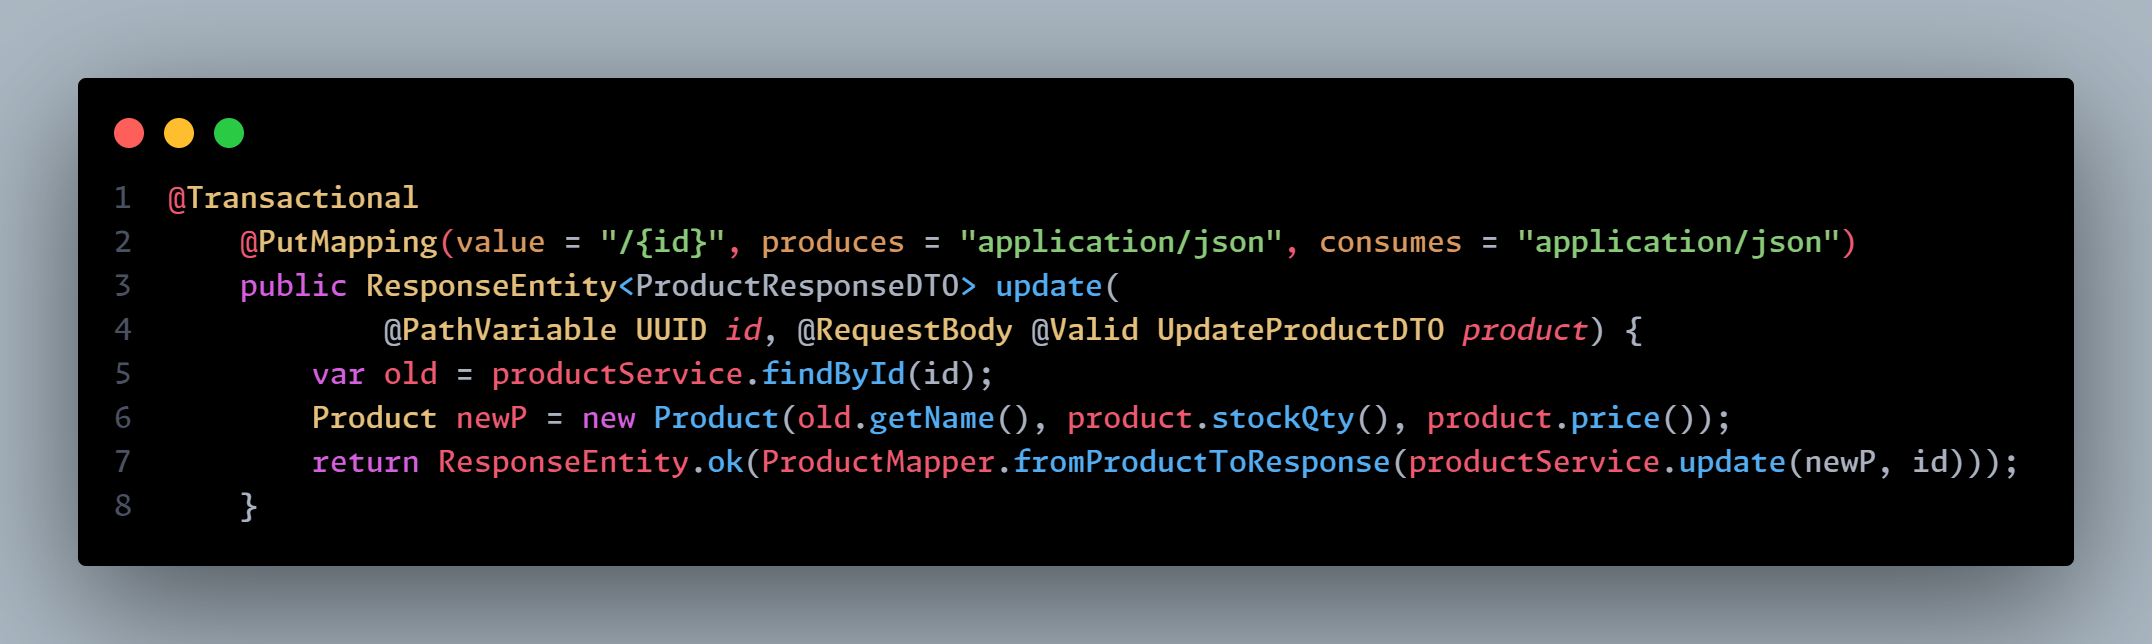 1 @Transactional
2     @PutMapping(value = "/{id}", produces = "application/json", consumes = "application/json")
3     public ResponseEntity<ProductResponseDTO> update(
4             @PathVariable UUID id, @RequestBody @Valid UpdateProductDTO product) {
5         var old = productService.findById(id);
6         Product newP = new Product(old.getName(), product.stockQty(), product.price());
7         return ResponseEntity.ok(ProductMapper.fromProductToResponse(productService.update(newP, id)));
8     }